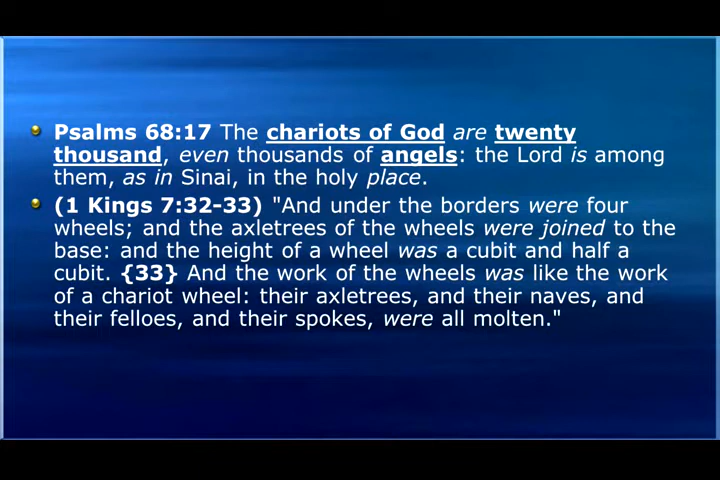 Psalms 68:17 The chariots of God are twenty
thousand, even thousands of angels: the Lord is among
them, as in Sinai, in the holy place.
(1 Kings 7:32-33) "And under the borders were four
wheels; and the axletrees of the wheels were joined to the
base: and the height of a wheel was a cubit and half a
cubit. {33} And the work of the wheels was like the work
of a chariot wheel: their axletrees, and their naves, and
their felloes, and their spokes, were all molten."